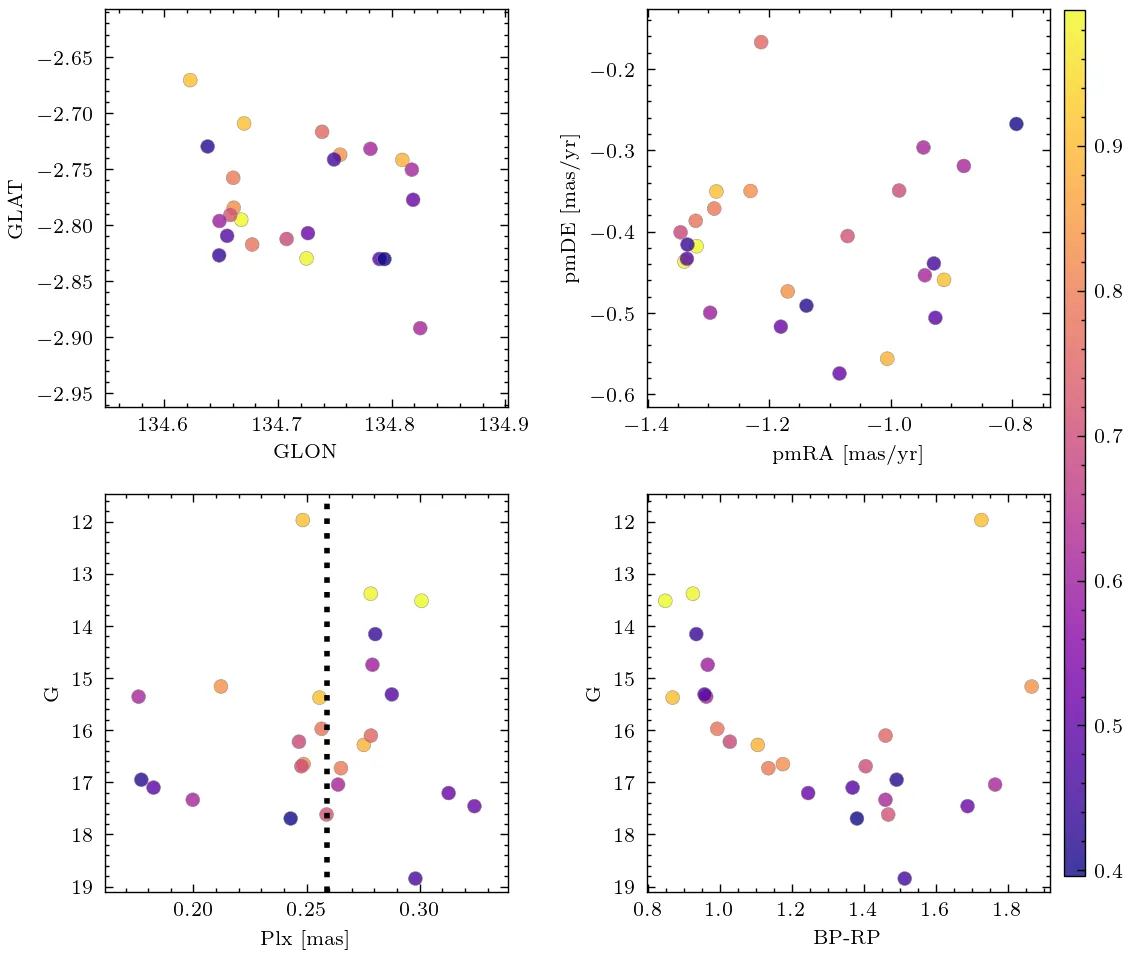 −2.65
−2.70
−2.75
−2.80
−2.85
−2.90
−2.95
GLAT
134.6 134.7 134.8 134.9
GLON
−0.2
−0.3
−0.4
−0.5
−0.6
pmDE [mas/yr]
−1.4 −1.2 −1.0 −0.8
pmRA [mas/yr]
0.9
0.8
0.7
0.6
0.5
0.4
12
13
14
15
16
17
18
19
G
0.20 0.25 0.30
Plx [mas]
12
13
14
15
16
17
18
19
G
0.8 1.0 1.2 1.4 1.6 1.8
BP-RP